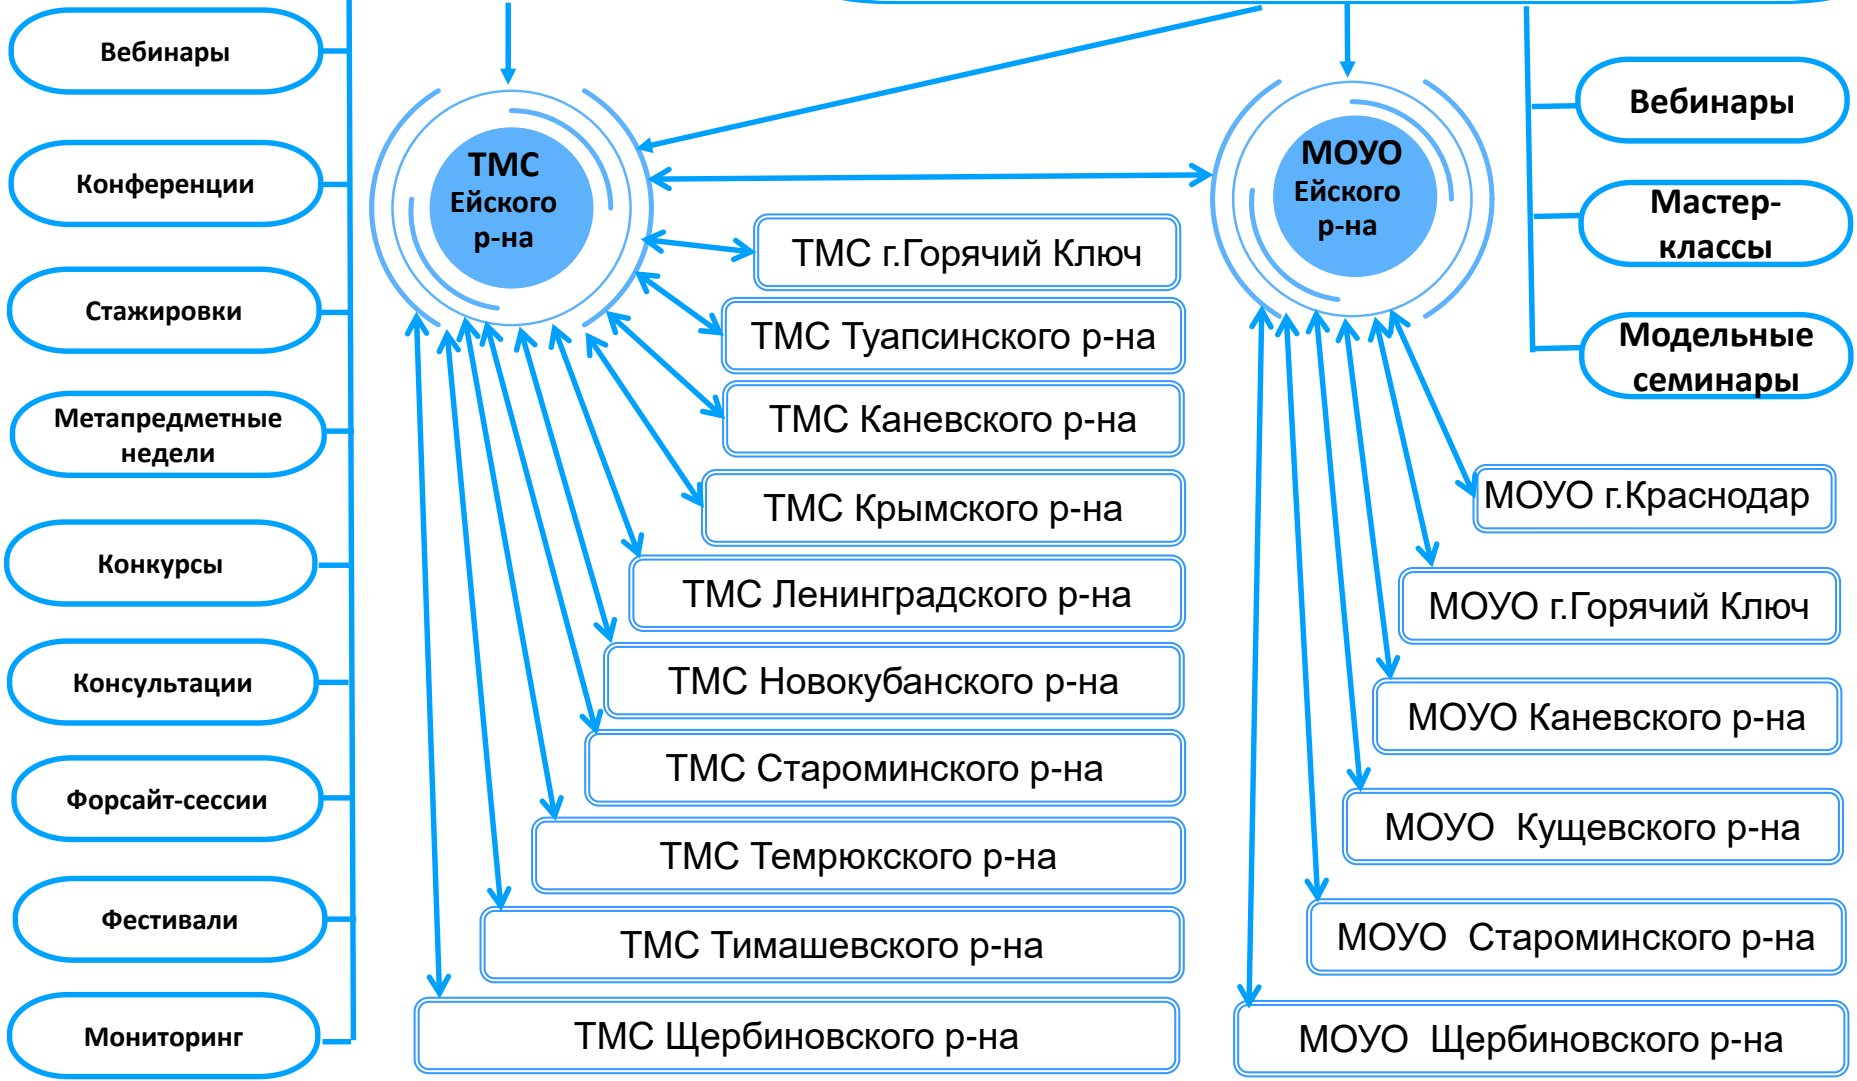 Вебинары
Конференции
Стажировки
Метапредметные
недели
Конкурсы
Консультации
Форсайт-сессии
Фестивали
Мониторинг
ТМС
Ейского
р-на
ТМС г.Горячий Ключ
ТМС Туапсинского р-на
ТМС Каневского р-на
ТМС Крымского р-на
ТМС Ленинградского р-на
ТМС Новокубанского р-на
ТМС Староминского р-на
ТМС Темрюкского р-на
ТМС Тимашевского р-на
ТМС Щербиновского р-на
МОУО
Ейского
р-на
МОУО г.Краснодар
МОУО г.Горячий Ключ
МОУО Каневского р-на
МОУО  Кущевского р-на
МОУО  Староминского р-на
МОУО  Щербиновского р-на
Вебинары
Мастер-
классы
Модельные
семинары